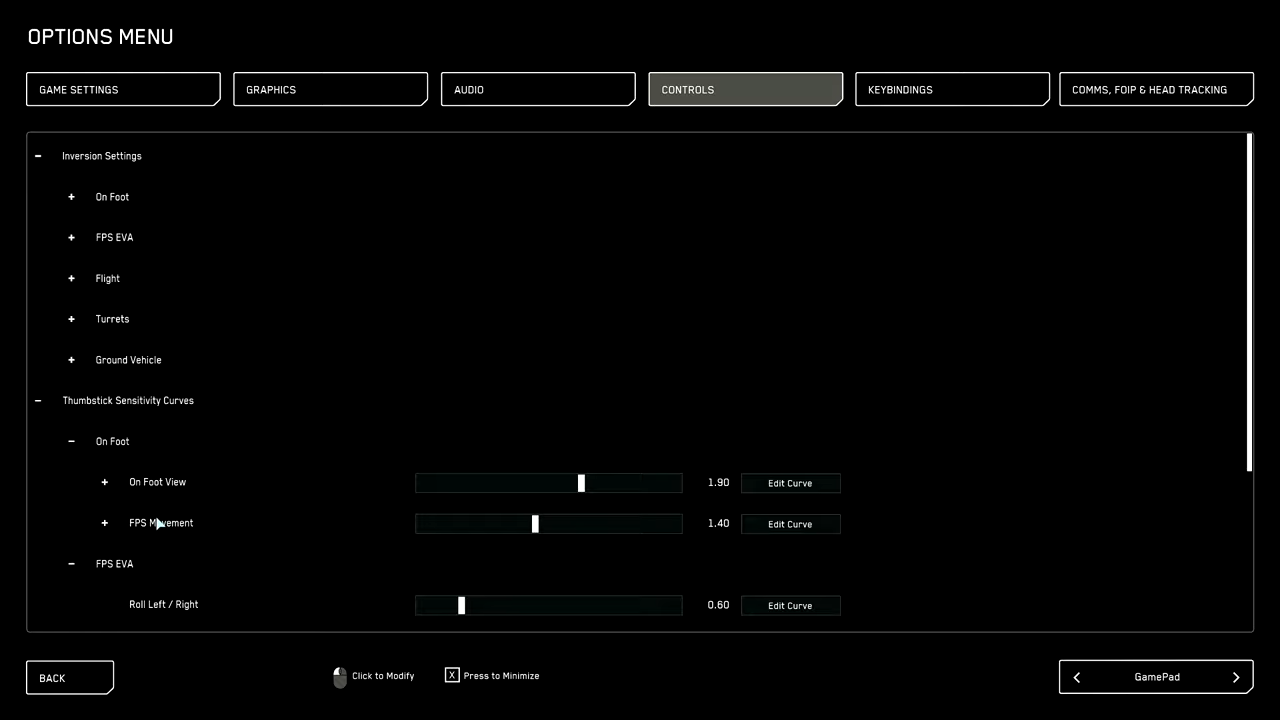 OPTIONS MENU
GAME SETTINGS
GRAPHICS
AUDIO
CONTROLS
KEYBINDINGS
COMMS, FOIP & HEAD TRACKING
- Inversion Settings
+ On Foot
+ FPS EVA
+ Flight
+ Turrets
+ Ground Vehicle
- Thumbstick Sensitivity Curves
- On Foot
+ On Foot View 1.90 Edit Curve
+ FPS Movement 1.40 Edit Curve
- FPS EVA
Roll Left / Right 0.60 Edit Curve
BACK
Click to Modify
X Press to Minimize
< GamePad >